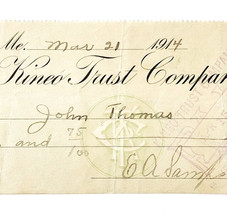 Me. Mar 21 1914
Kineo Trust Compan
John Thomas
and 75
100
E A Samp